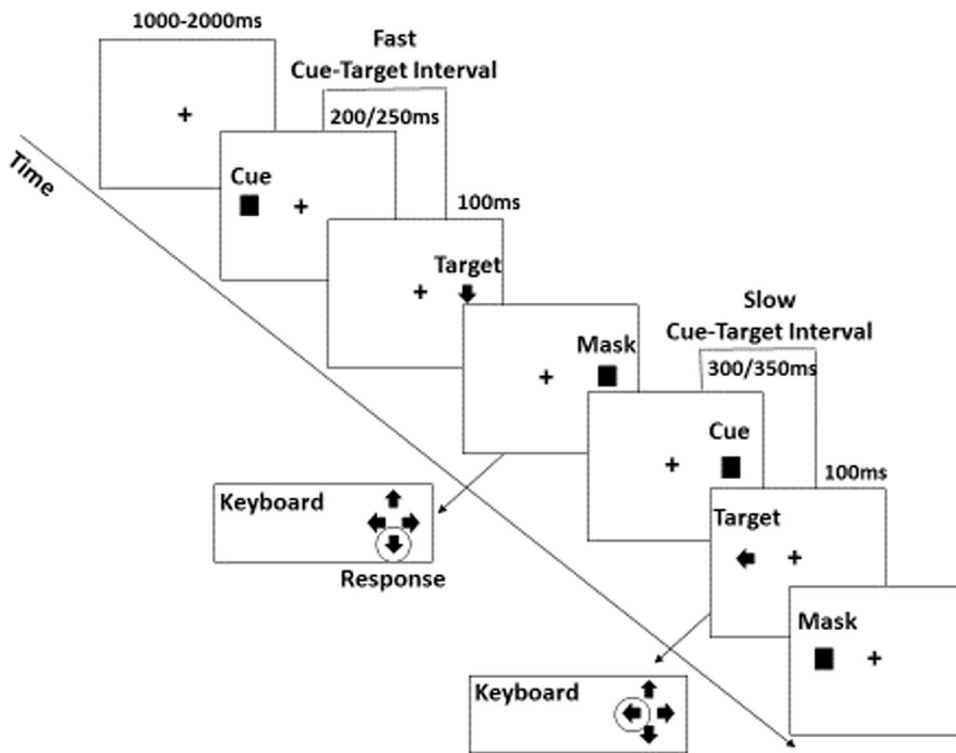 1000-2000ms
Fast
Cue-Target Interval
200/250ms
Time
Cue
100ms
Target
Mask
Slow
Cue-Target Interval
300/350ms
Cue
100ms
Keyboard
Response
Target
Mask
Keyboard